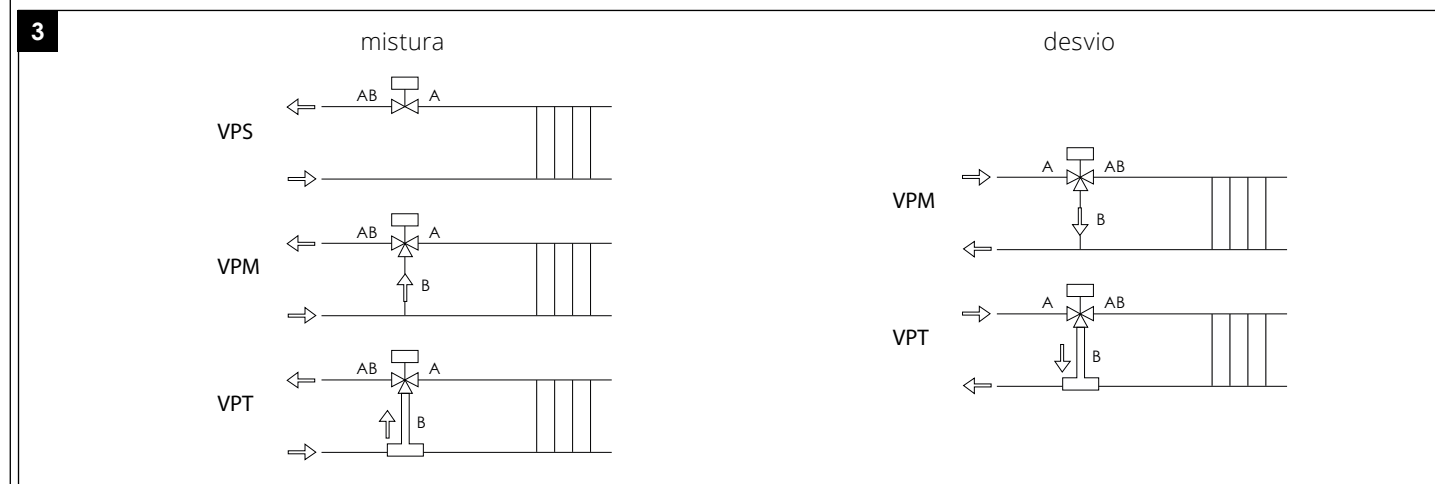 3
mistura
AB A
VPS
AB A
VPM
B
AB A
VPT
B
desvio
A AB
VPM
B
A AB
VPT
B